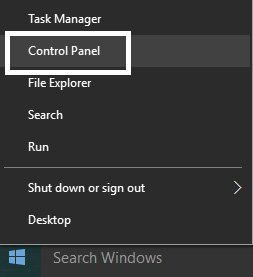 Task Manager
Control Panel
File Explorer
Search
Run
Shut down or sign out
Desktop
Search Windows